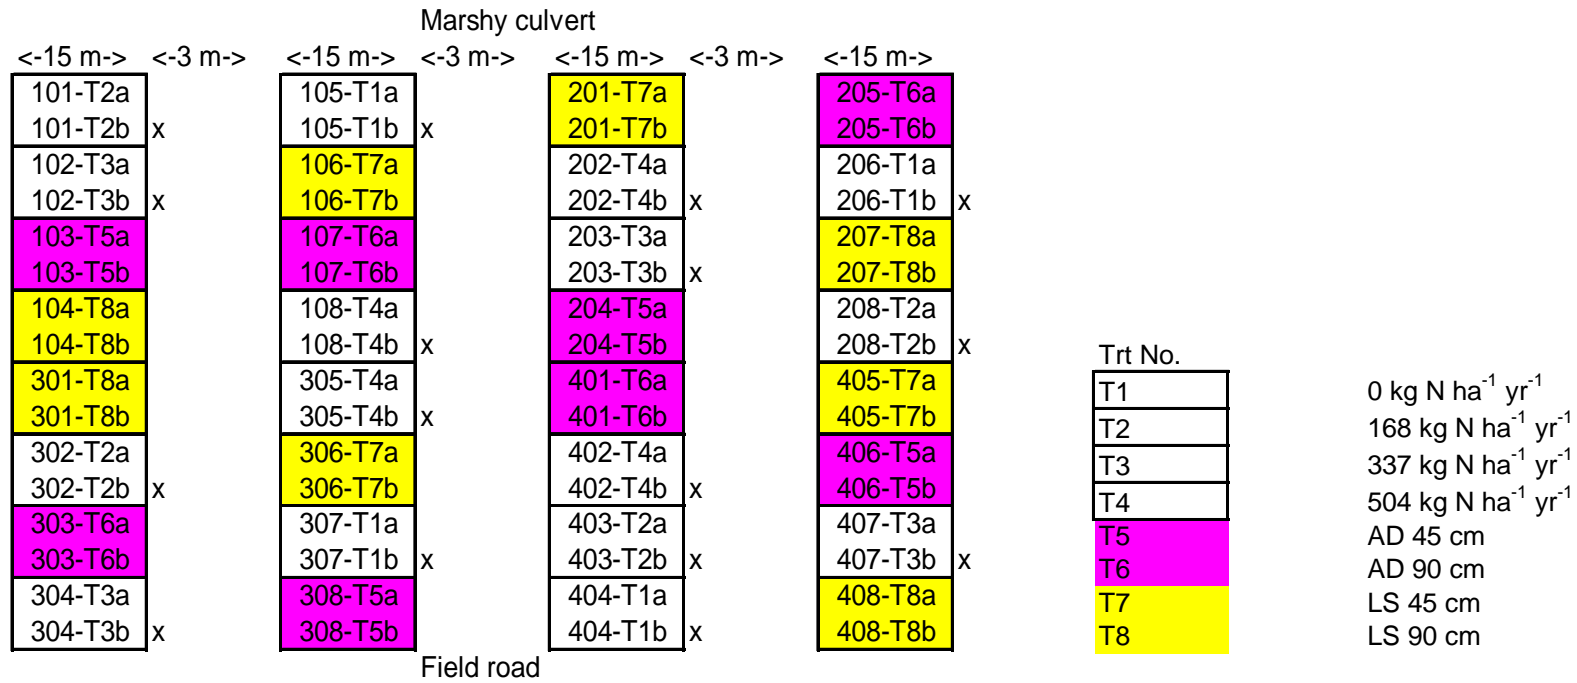 Marshy culvert
<-15 m-> <-3 m-> <-15 m-> <-3 m-> <-15 m-> <-3 m-> <-15 m->
101-T2a 105-T1a 201-T7a 205-T6a
101-T2b x 105-T1b x 201-T7b 205-T6b
102-T3a 106-T7a 202-T4a 206-T1a
102-T3b x 106-T7b 202-T4b x 206-T1b x
103-T5a 107-T6a 203-T3a 207-T8a
103-T5b 107-T6b 203-T3b x 207-T8b
104-T8a 108-T4a 204-T5a 208-T2a
104-T8b 108-T4b x 204-T5b 208-T2b x
301-T8a 305-T4a 401-T6a 405-T7a
301-T8b 305-T4b x 401-T6b 405-T7b
302-T2a 306-T7a 402-T4a 406-T5a
302-T2b x 306-T7b 402-T4b x 406-T5b
303-T6a 307-T1a 403-T2a 407-T3a
303-T6b 307-T1b x 403-T2b x 407-T3b x
304-T3a 308-T5a 404-T1a 408-T8a
304-T3b x 308-T5b 404-T1b x 408-T8b
Field road
Trt No.
T1 0 kg N ha⁻¹ yr⁻¹
T2 168 kg N ha⁻¹ yr⁻¹
T3 337 kg N ha⁻¹ yr⁻¹
T4 504 kg N ha⁻¹ yr⁻¹
T5 AD 45 cm
T6 AD 90 cm
T7 LS 45 cm
T8 LS 90 cm